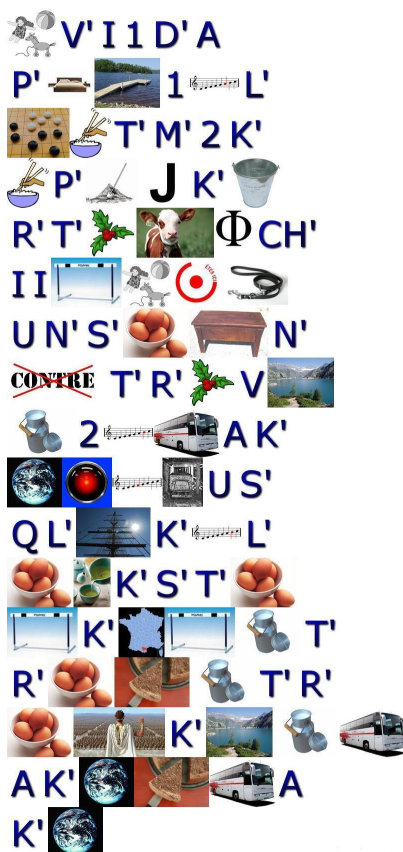 V' I 1 D' A
P' 1 L'
T' M' 2 K'
P' J K'
R' T' Φ CH'
I I
U N' S' N'
CONTRE T' R' V
2 A K'
U S'
Q L' K' L'
K' S' T'
K' T'
R' T' R'
K'
A K' A
K'